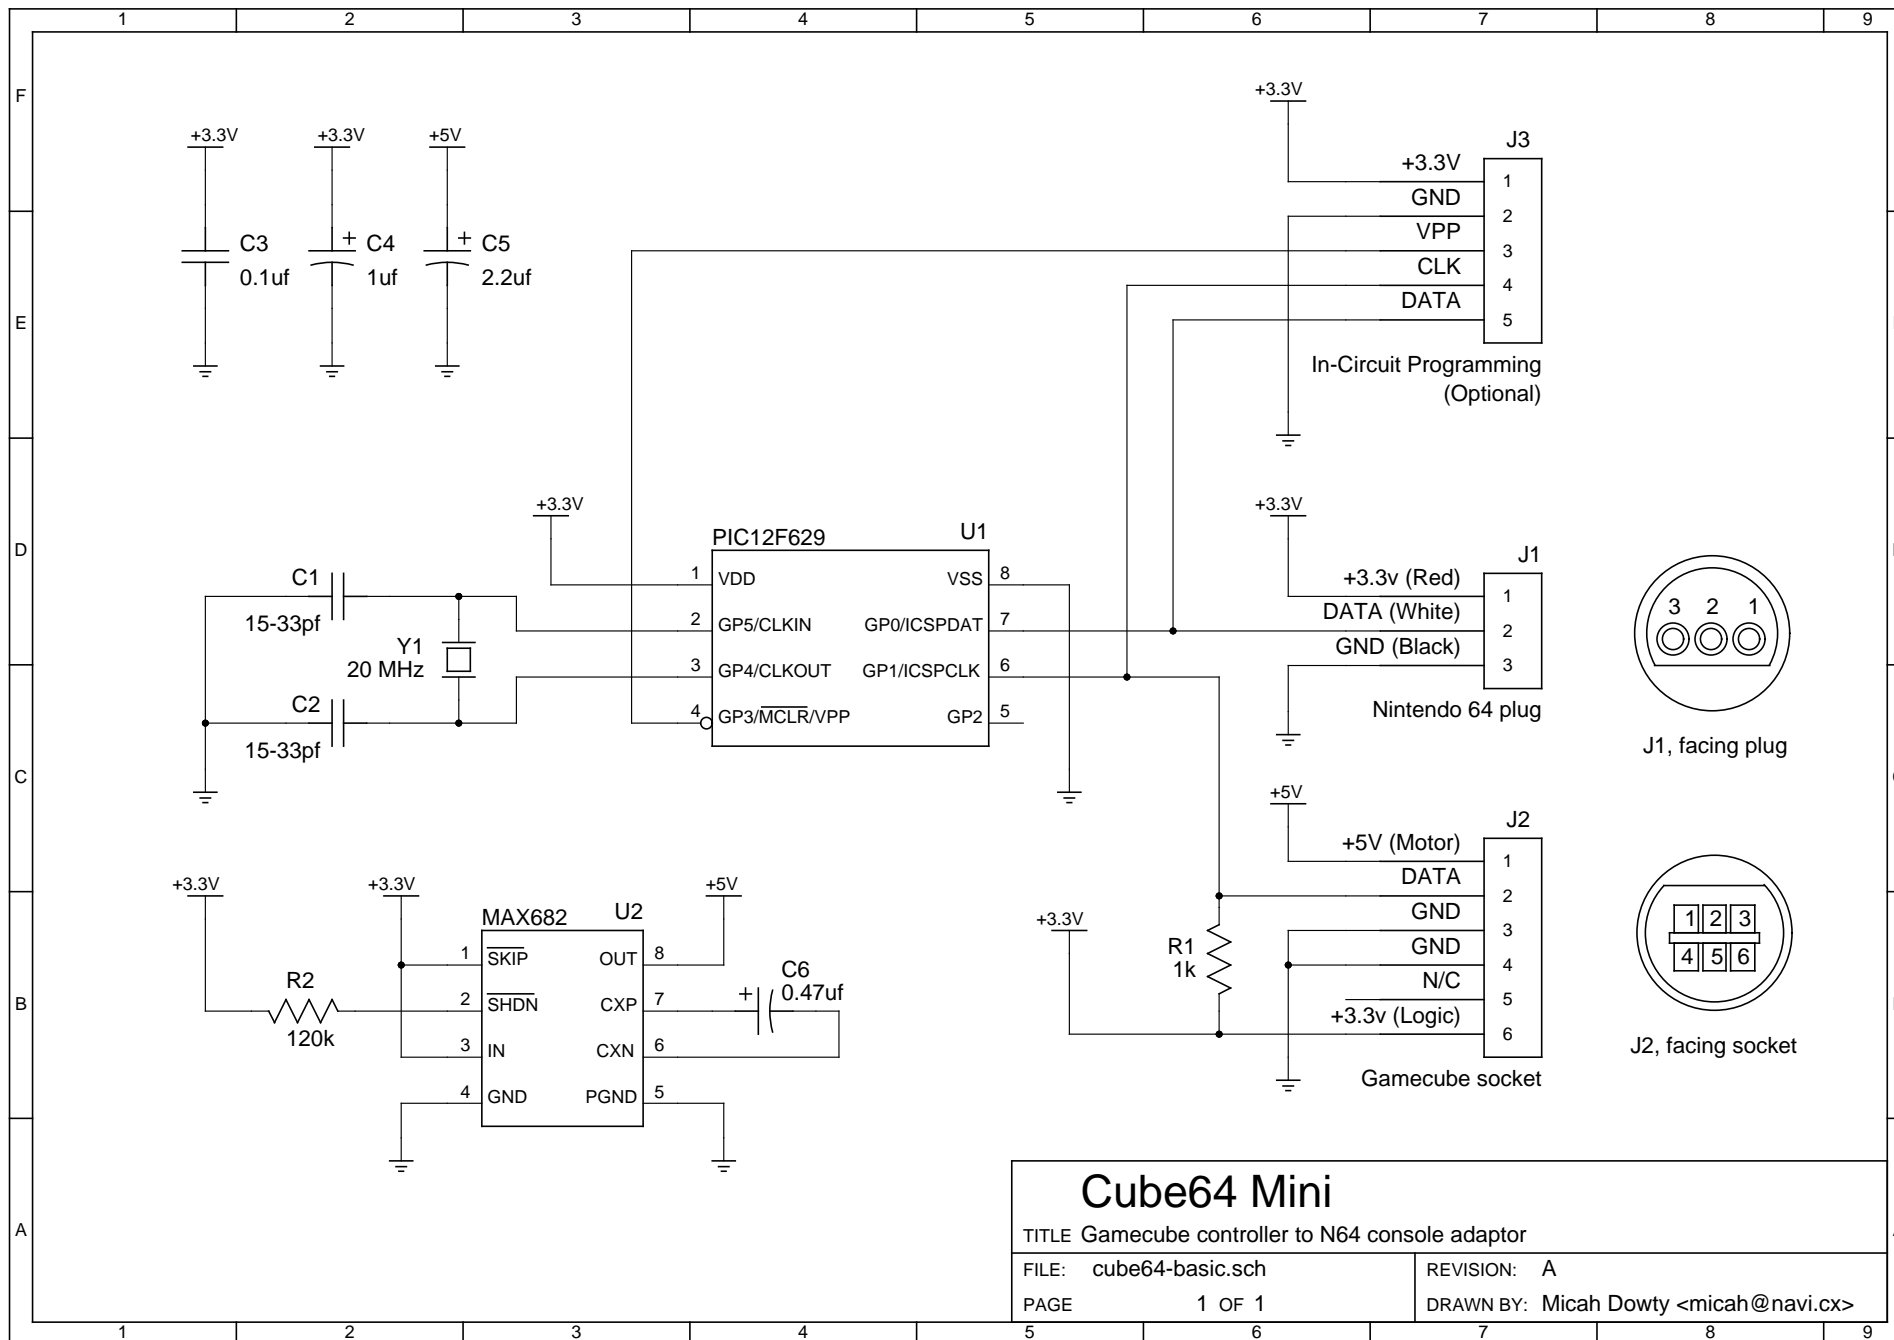 1 2 3 4 5 6 7 8 9
F
E
D
C
B
A
+3.3V
C3
0.1uf
+3.3V
+ C4
1uf
+5V
+ C5
2.2uf
+3.3V
J3
+3.3V 1
GND 2
VPP 3
CLK 4
DATA 5
In-Circuit Programming
(Optional)
+3.3V
PIC12F629 U1
1 VDD VSS 8
2 GP5/CLKIN GP0/ICSPDAT 7
3 GP4/CLKOUT GP1/ICSPCLK 6
4 GP3/MCLR/VPP GP2 5
C1
15-33pf
Y1
20 MHz
C2
15-33pf
+3.3V
J1
+3.3v (Red) 1
DATA (White) 2
GND (Black) 3
Nintendo 64 plug
3 2 1
J1, facing plug
+5V
J2
+5V (Motor) 1
DATA 2
GND 3
GND 4
N/C 5
+3.3v (Logic) 6
Gamecube socket
+3.3V
R1
1k
1 2 3
4 5 6
J2, facing socket
+3.3V
R2
120k
+3.3V
+5V
MAX682 U2
1 SKIP OUT 8
2 SHDN CXP 7
3 IN CXN 6
4 GND PGND 5
C6
+ 0.47uf
Cube64 Mini
TITLE Gamecube controller to N64 console adaptor
FILE: cube64-basic.sch
REVISION: A
PAGE 1 OF 1
DRAWN BY: Micah Dowty <micah@navi.cx>
1 2 3 4 5 6 7 8 9